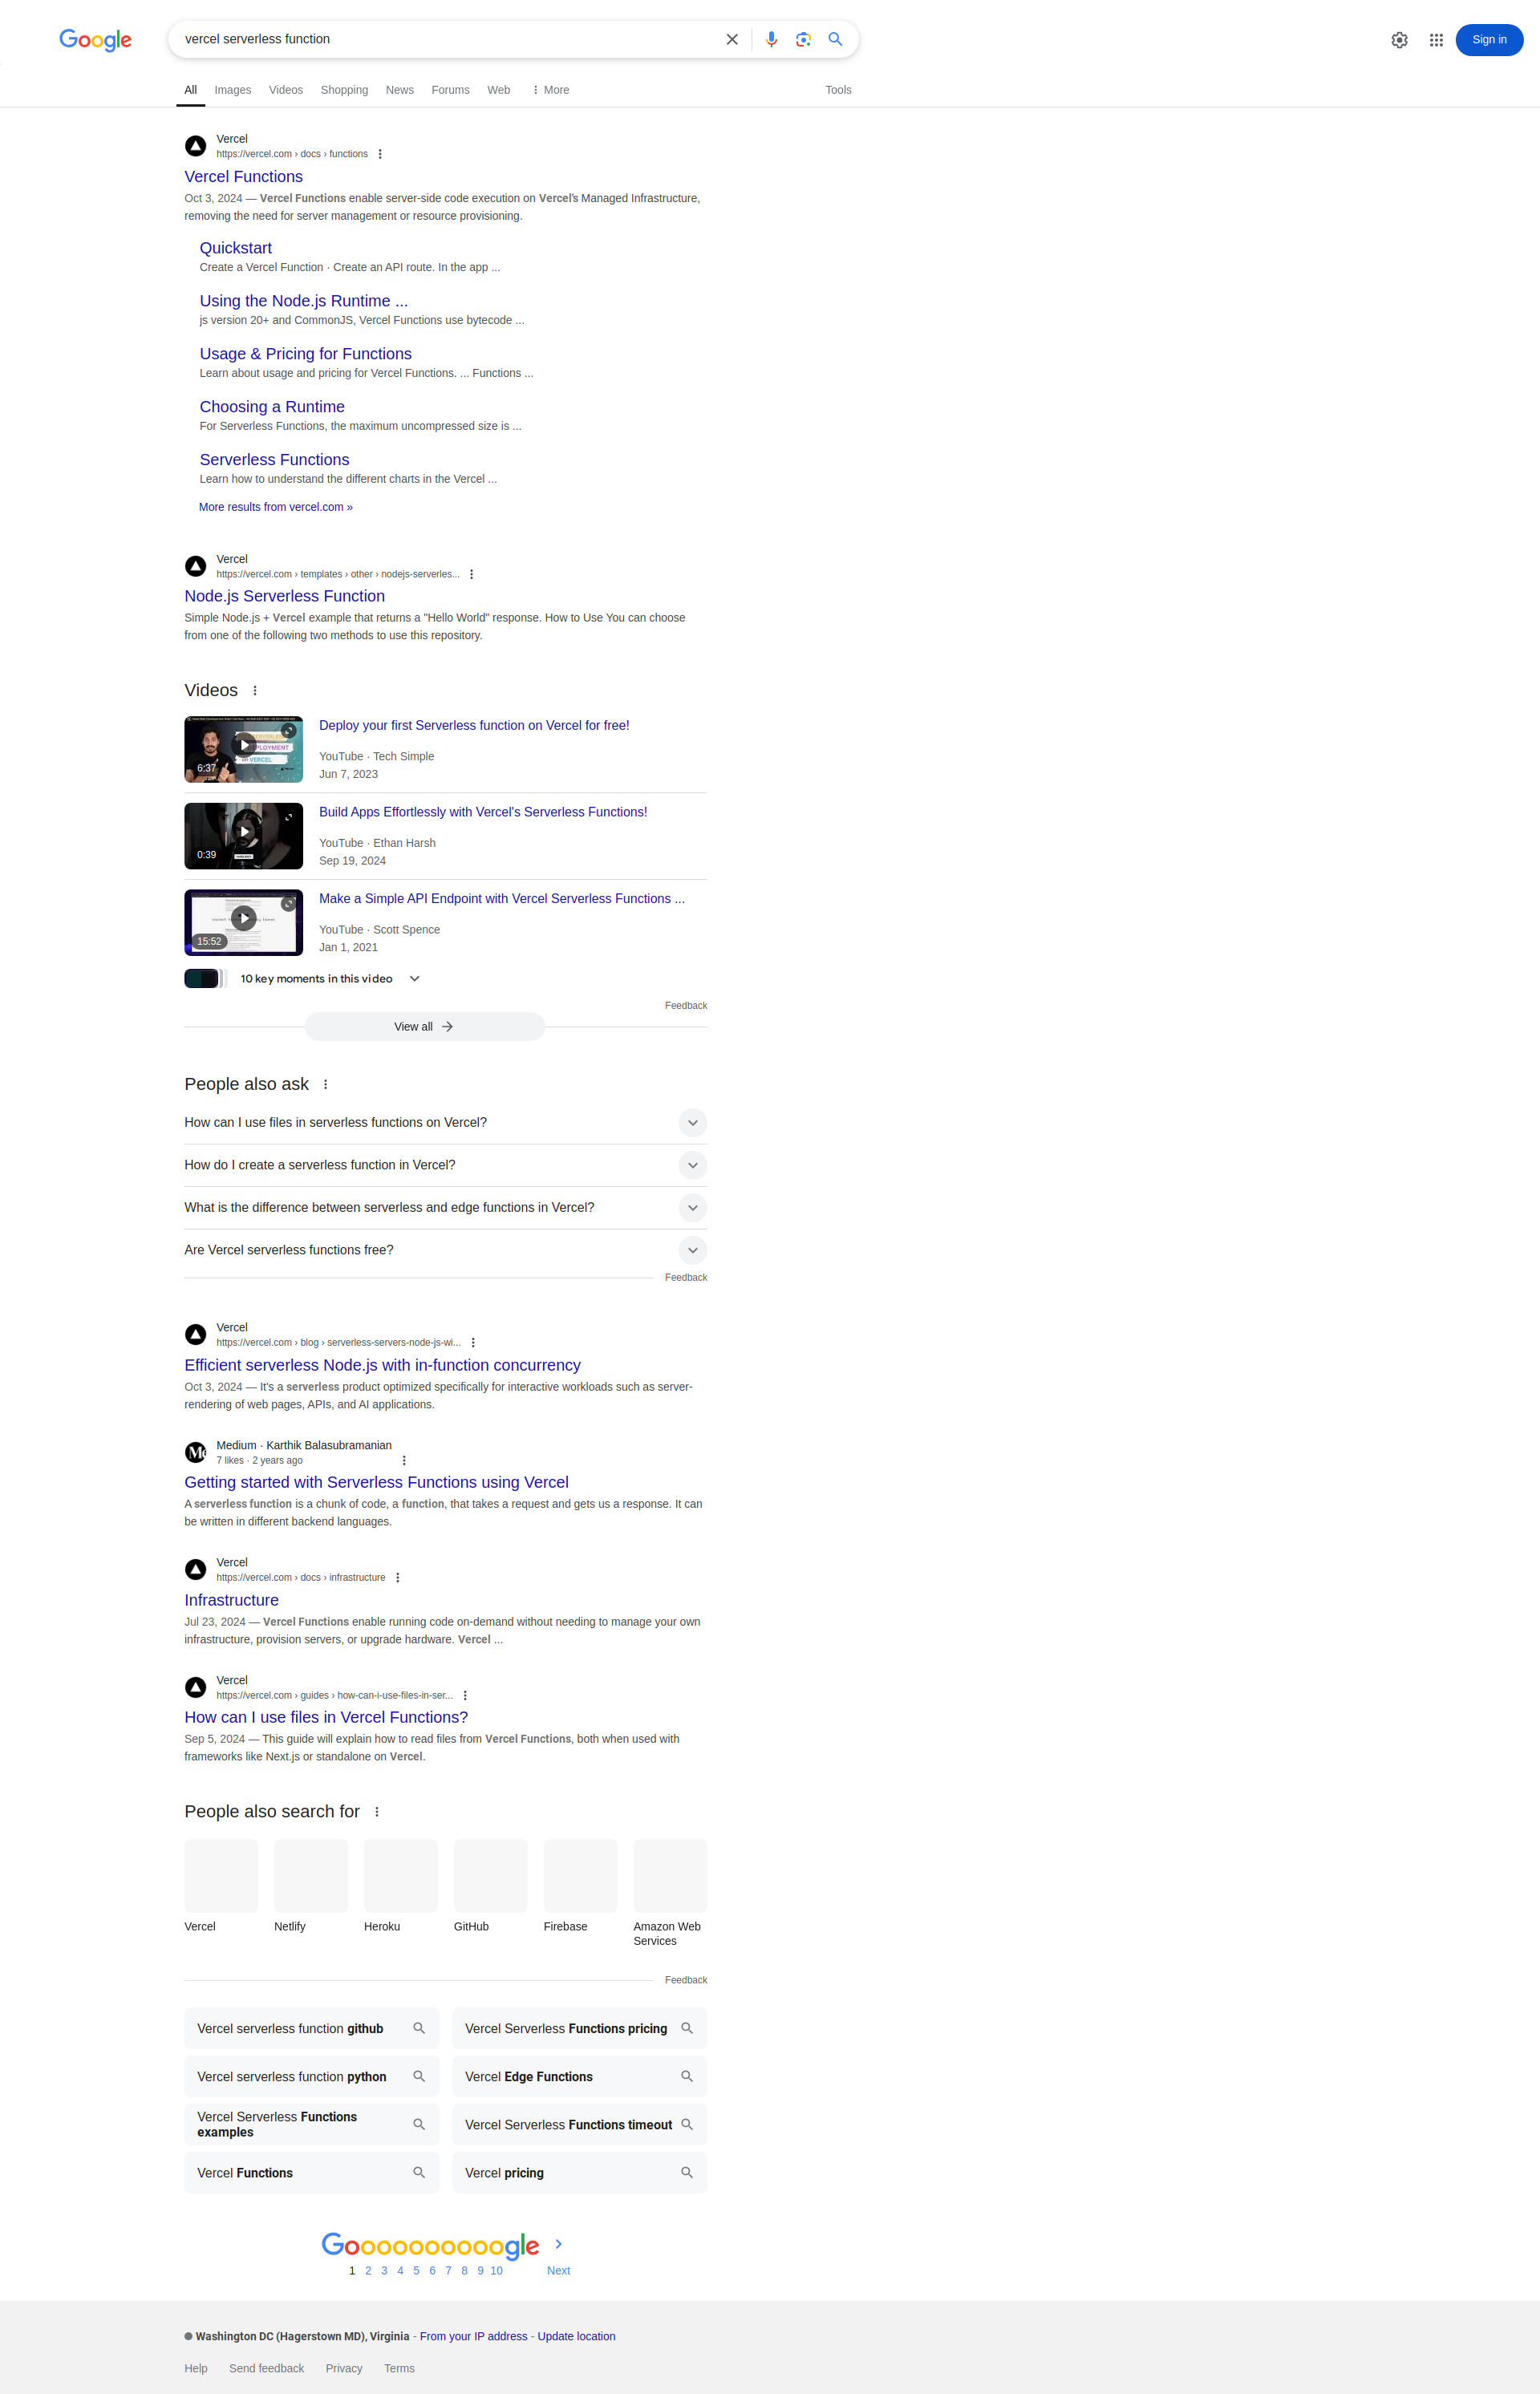 Google
vercel serverless function
Sign in
All Images Videos Shopping News Forums Web More Tools
Vercel
https://vercel.com › docs › functions
Vercel Functions
Oct 3, 2024 — Vercel Functions enable server-side code execution on Vercel's Managed Infrastructure,
removing the need for server management or resource provisioning.
Quickstart
Create a Vercel Function · Create an API route. In the app ...
Using the Node.js Runtime ...
js version 20+ and CommonJS, Vercel Functions use bytecode ...
Usage & Pricing for Functions
Learn about usage and pricing for Vercel Functions. ... Functions ...
Choosing a Runtime
For Serverless Functions, the maximum uncompressed size is ...
Serverless Functions
Learn how to understand the different charts in the Vercel ...
More results from vercel.com »
Vercel
https://vercel.com › templates › other › nodejs-serverles...
Node.js Serverless Function
Simple Node.js + Vercel example that returns a "Hello World" response. How to Use You can choose
from one of the following two methods to use this repository.
Videos
Deploy your first Serverless function on Vercel for free!
YouTube · Tech Simple
6:37
Jun 7, 2023
Build Apps Effortlessly with Vercel's Serverless Functions!
YouTube · Ethan Harsh
0:39
Sep 19, 2024
Make a Simple API Endpoint with Vercel Serverless Functions ...
YouTube · Scott Spence
15:52
Jan 1, 2021
10 key moments in this video
Feedback
View all
People also ask
How can I use files in serverless functions on Vercel?
How do I create a serverless function in Vercel?
What is the difference between serverless and edge functions in Vercel?
Are Vercel serverless functions free?
Feedback
Vercel
https://vercel.com › blog › serverless-servers-node-js-wi...
Efficient serverless Node.js with in-function concurrency
Oct 3, 2024 — It's a serverless product optimized specifically for interactive workloads such as server-
rendering of web pages, APIs, and AI applications.
Medium · Karthik Balasubramanian
7 likes · 2 years ago
Getting started with Serverless Functions using Vercel
A serverless function is a chunk of code, a function, that takes a request and gets us a response. It can
be written in different backend languages.
Vercel
https://vercel.com › docs › infrastructure
Infrastructure
Jul 23, 2024 — Vercel Functions enable running code on-demand without needing to manage your own
infrastructure, provision servers, or upgrade hardware. Vercel ...
Vercel
https://vercel.com › guides › how-can-i-use-files-in-ser...
How can I use files in Vercel Functions?
Sep 5, 2024 — This guide will explain how to read files from Vercel Functions, both when used with
frameworks like Next.js or standalone on Vercel.
People also search for
Vercel Netlify Heroku GitHub Firebase Amazon Web
Services
Feedback
Vercel serverless function github
Vercel Serverless Functions pricing
Vercel serverless function python
Vercel Edge Functions
Vercel Serverless Functions
examples
Vercel Serverless Functions timeout
Vercel Functions
Vercel pricing
Goooooooooogle
1 2 3 4 5 6 7 8 9 10 Next
Washington DC (Hagerstown MD), Virginia - From your IP address - Update location
Help Send feedback Privacy Terms